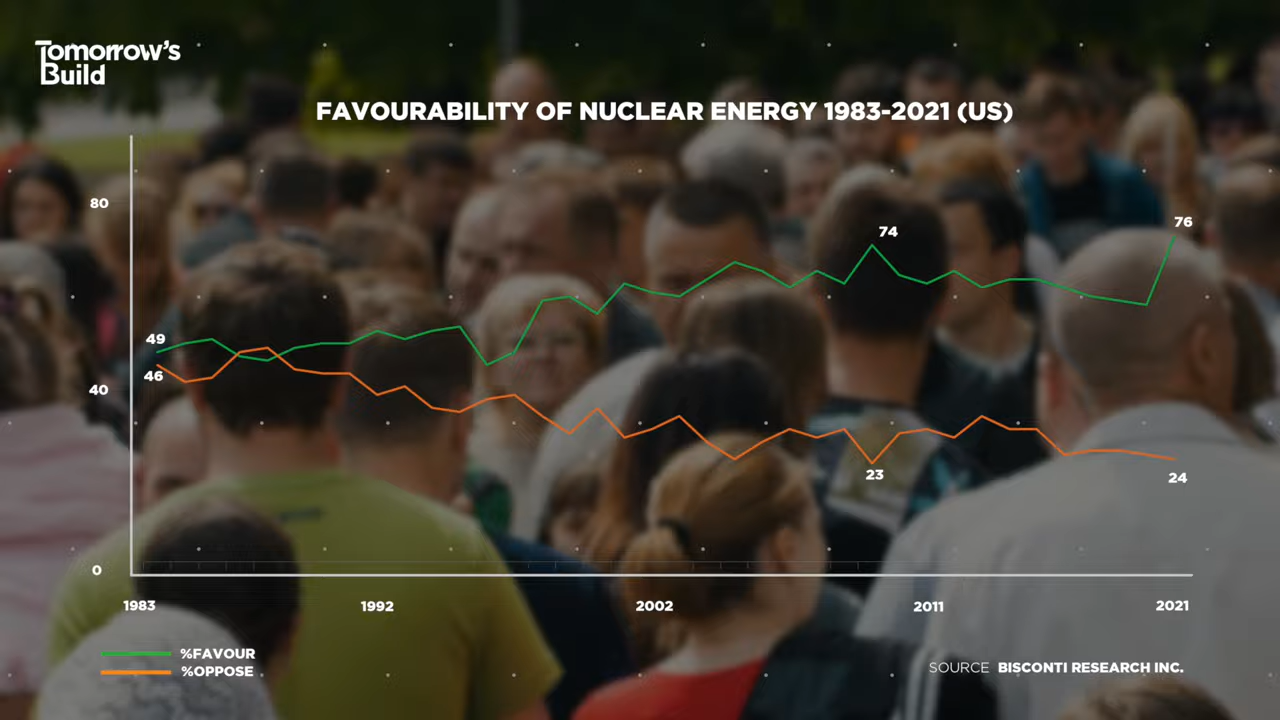 Tomorrow's
Build
FAVOURABILITY OF NUCLEAR ENERGY 1983-2021 (US)
80
76
74
49
46
40
23
24
0
1983
1992
2002
2011
2021
%FAVOUR
%OPPOSE
SOURCE BISCONTI RESEARCH INC.